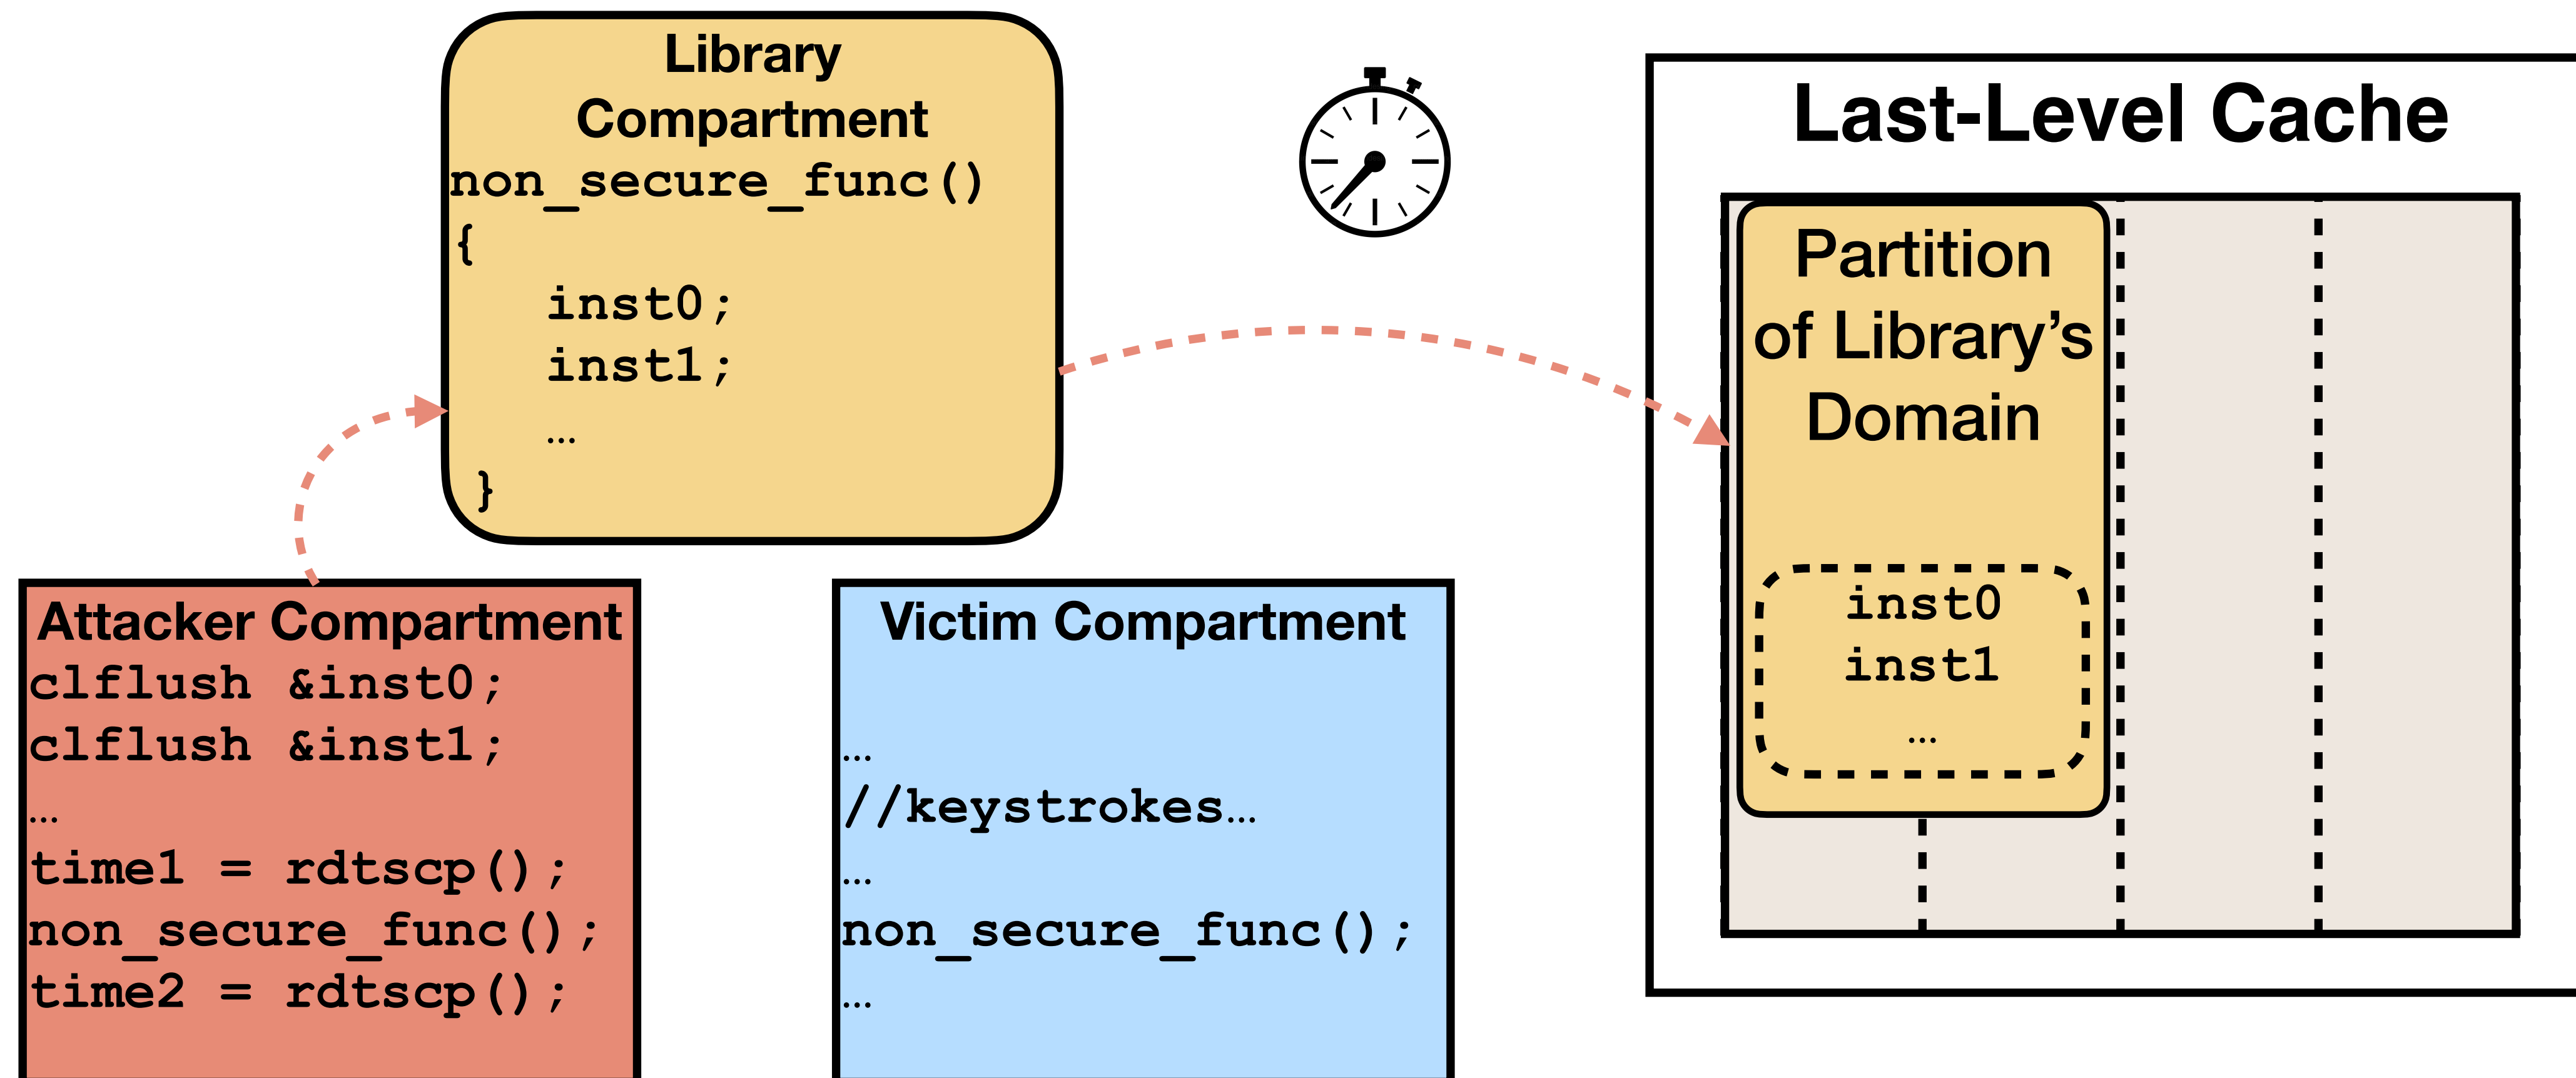 Library
Compartment
non_secure_func()
{
inst0;
inst1;
…
}
Attacker Compartment
clflush &inst0;
clflush &inst1;
…
time1 = rdtscp();
non_secure_func();
time2 = rdtscp();
Victim Compartment
…
//keystrokes…
…
non_secure_func();
…
Last-Level Cache
Partition
of Library’s
Domain
inst0
inst1
…